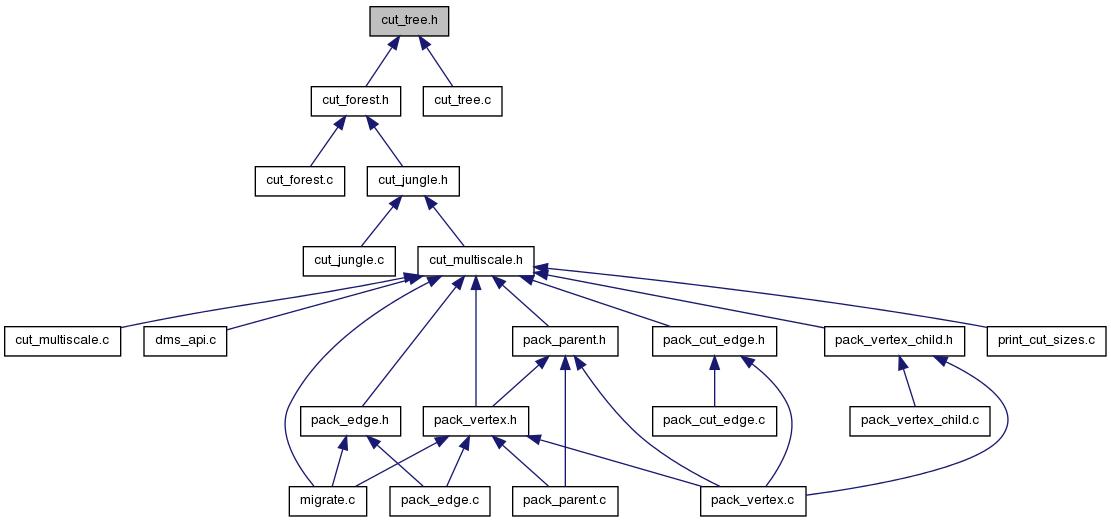 cut_tree.h
cut_forest.h
cut_tree.c
cut_forest.c
cut_jungle.h
cut_jungle.c
cut_multiscale.h
cut_multiscale.c
dms_api.c
pack_parent.h
pack_cut_edge.h
pack_vertex_child.h
print_cut_sizes.c
pack_edge.h
pack_vertex.h
pack_cut_edge.c
pack_vertex_child.c
migrate.c
pack_edge.c
pack_parent.c
pack_vertex.c